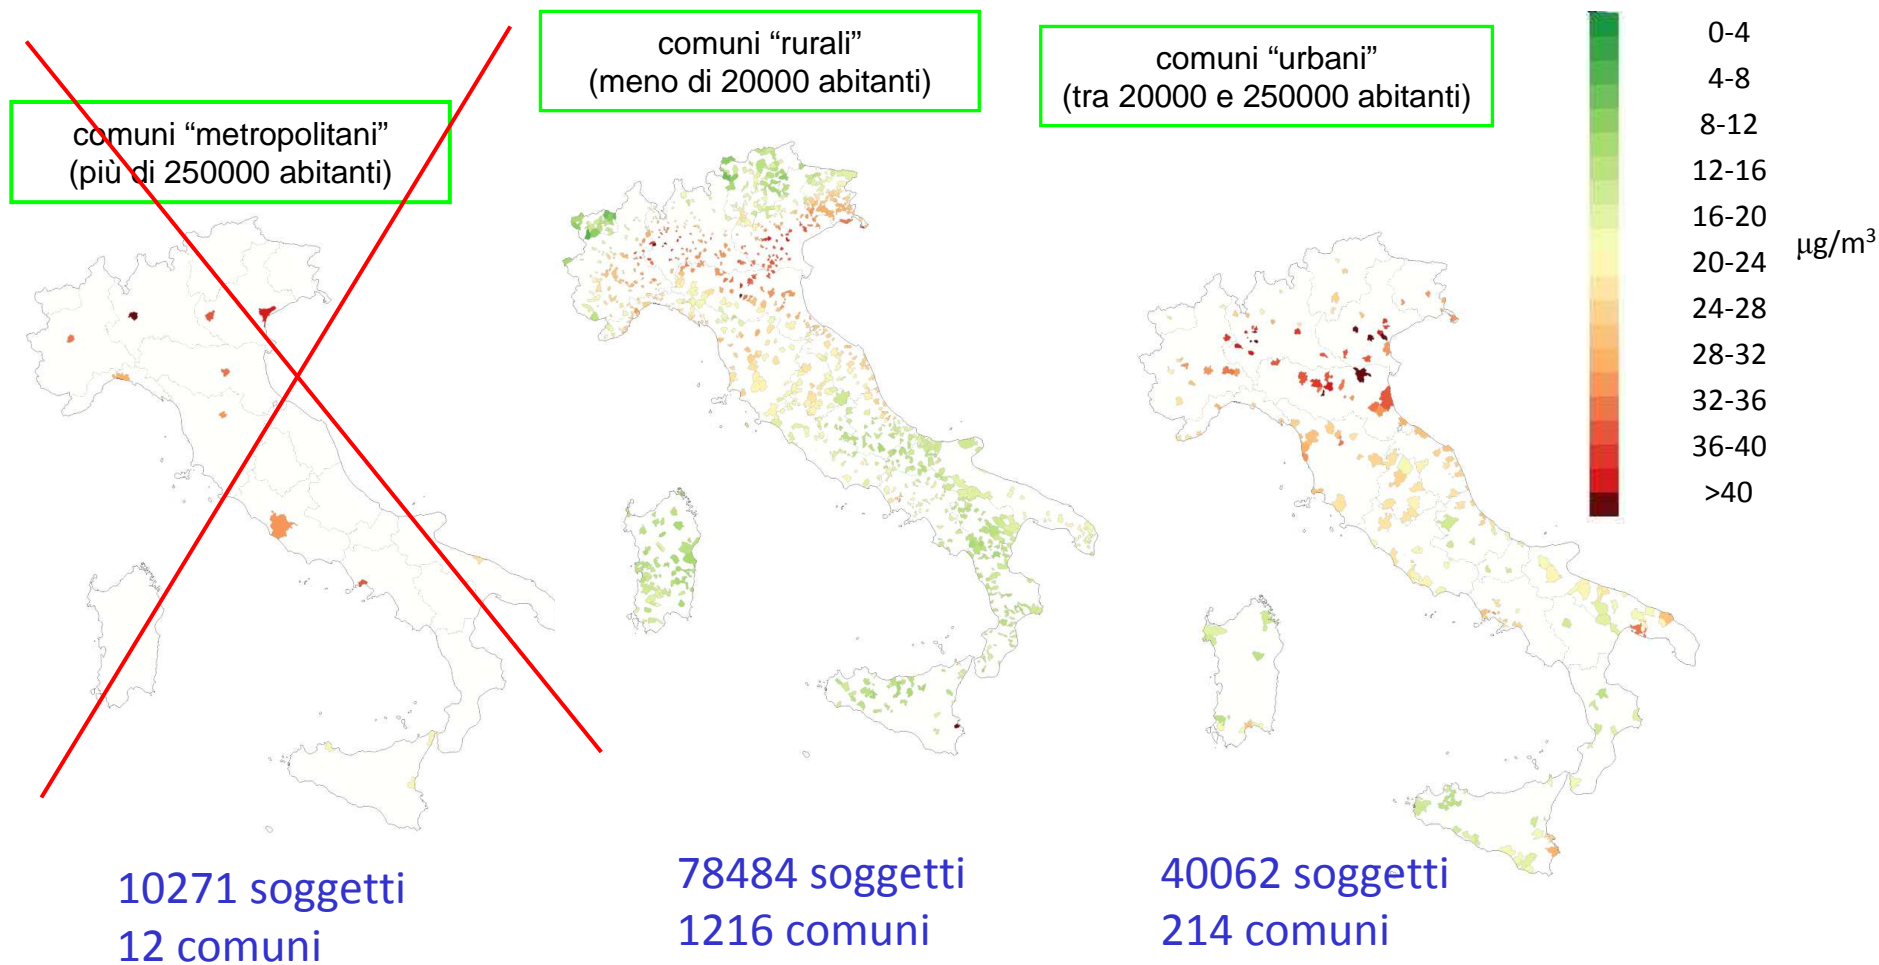 comuni “metropolitani”
(più di 250000 abitanti)
10271 soggetti
12 comuni
comuni “rurali”
(meno di 20000 abitanti)
78484 soggetti
1216 comuni
comuni “urbani”
(tra 20000 e 250000 abitanti)
40062 soggetti
214 comuni
0-4
4-8
8-12
12-16
16-20
20-24
24-28
28-32
32-36
36-40
>40
μg/m³